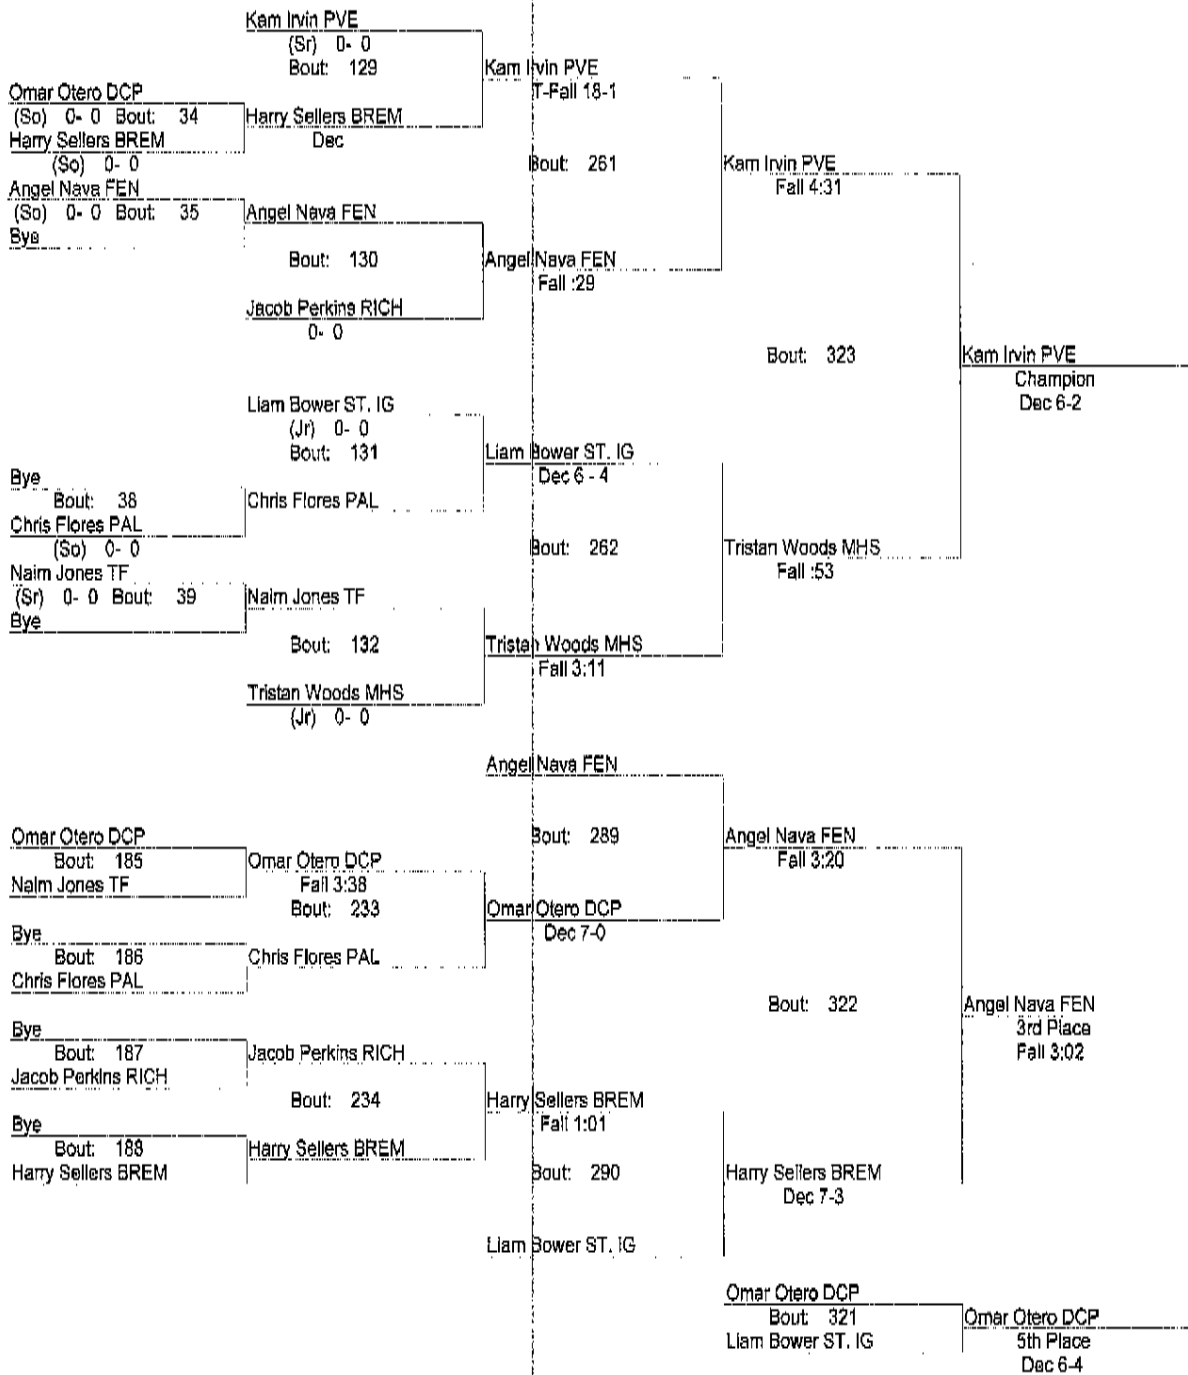 Kam Irvin PVE
(Sr) 0- 0
Bout: 129
Kam Irvin PVE
T-Fall 18-1
Omar Otero DCP
(So) 0- 0 Bout: 34
Harry Sellers BREM
Dec
Harry Sellers BREM
(So) 0- 0
Bout: 261
Kam Irvin PVE
Fall 4:31
Angel Nava FEN
(So) 0- 0 Bout: 35
Angel Nava FEN
Bye
Bout: 130
Angel Nava FEN
Fall :29
Jacob Perkins RICH
0- 0
Bout: 323
Kam Irvin PVE
Champion
Dec 6-2
Liam Bower ST. IG
(Jr) 0- 0
Bout: 131
Liam Bower ST. IG
Dec 6 - 4
Bye
Bout: 38
Chris Flores PAL
Chris Flores PAL
(So) 0- 0
Bout: 262
Tristan Woods MHS
Fall :53
Naim Jones TF
(Sr) 0- 0 Bout: 39
Naim Jones TF
Bye
Bout: 132
Tristan Woods MHS
Fall 3:11
Tristan Woods MHS
(Jr) 0- 0
Angel Nava FEN
Bout: 289
Angel Nava FEN
Fall 3:20
Omar Otero DCP
Bout: 185
Omar Otero DCP
Fall 3:38
Naim Jones TF
Bout: 233
Omar Otero DCP
Dec 7-0
Bye
Bout: 186
Chris Flores PAL
Chris Flores PAL
Bout: 322
Angel Nava FEN
3rd Place
Fall 3:02
Bye
Bout: 187
Jacob Perkins RICH
Jacob Perkins RICH
Bout: 234
Harry Sellers BREM
Fall 1:01
Bye
Bout: 188
Harry Sellers BREM
Harry Sellers BREM
Bout: 290
Harry Sellers BREM
Dec 7-3
Liam Bower ST. IG
Omar Otero DCP
Bout: 321
Omar Otero DCP
Liam Bower ST. IG
5th Place
Dec 6-4